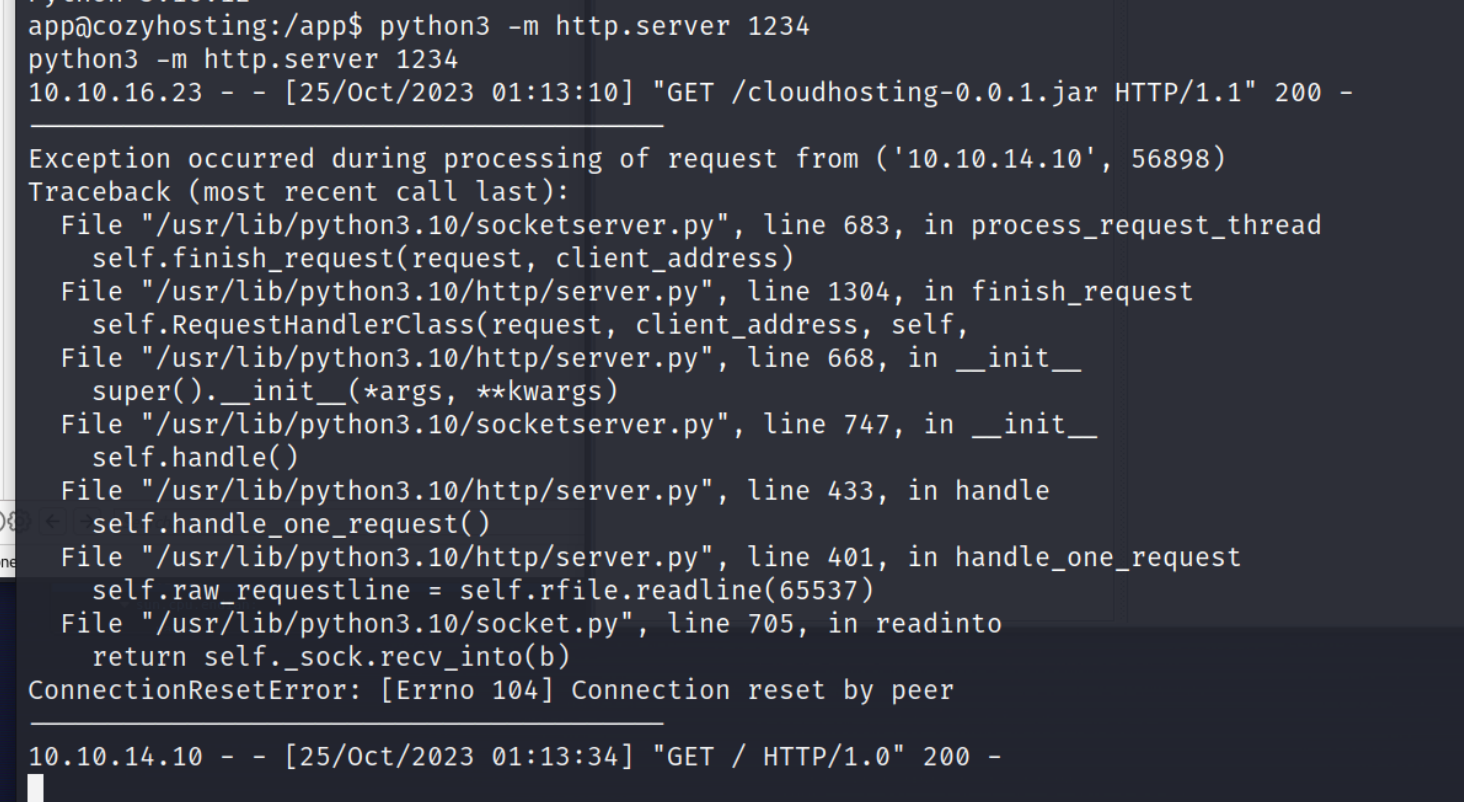 app@cozyhosting:/app$ python3 -m http.server 1234
python3 -m http.server 1234
10.10.16.23 - - [25/Oct/2023 01:13:10] "GET /cloudhosting-0.0.1.jar HTTP/1.1" 200 -
----------------------------------------
Exception occurred during processing of request from ('10.10.14.10', 56898)
Traceback (most recent call last):
  File "/usr/lib/python3.10/socketserver.py", line 683, in process_request_thread
    self.finish_request(request, client_address)
  File "/usr/lib/python3.10/http/server.py", line 1304, in finish_request
    self.RequestHandlerClass(request, client_address, self,
  File "/usr/lib/python3.10/http/server.py", line 668, in __init__
    super().__init__(*args, **kwargs)
  File "/usr/lib/python3.10/socketserver.py", line 747, in __init__
    self.handle()
  File "/usr/lib/python3.10/http/server.py", line 433, in handle
    self.handle_one_request()
  File "/usr/lib/python3.10/http/server.py", line 401, in handle_one_request
    self.raw_requestline = self.rfile.readline(65537)
  File "/usr/lib/python3.10/socket.py", line 705, in readinto
    return self._sock.recv_into(b)
ConnectionResetError: [Errno 104] Connection reset by peer
----------------------------------------
10.10.14.10 - - [25/Oct/2023 01:13:34] "GET / HTTP/1.0" 200 -